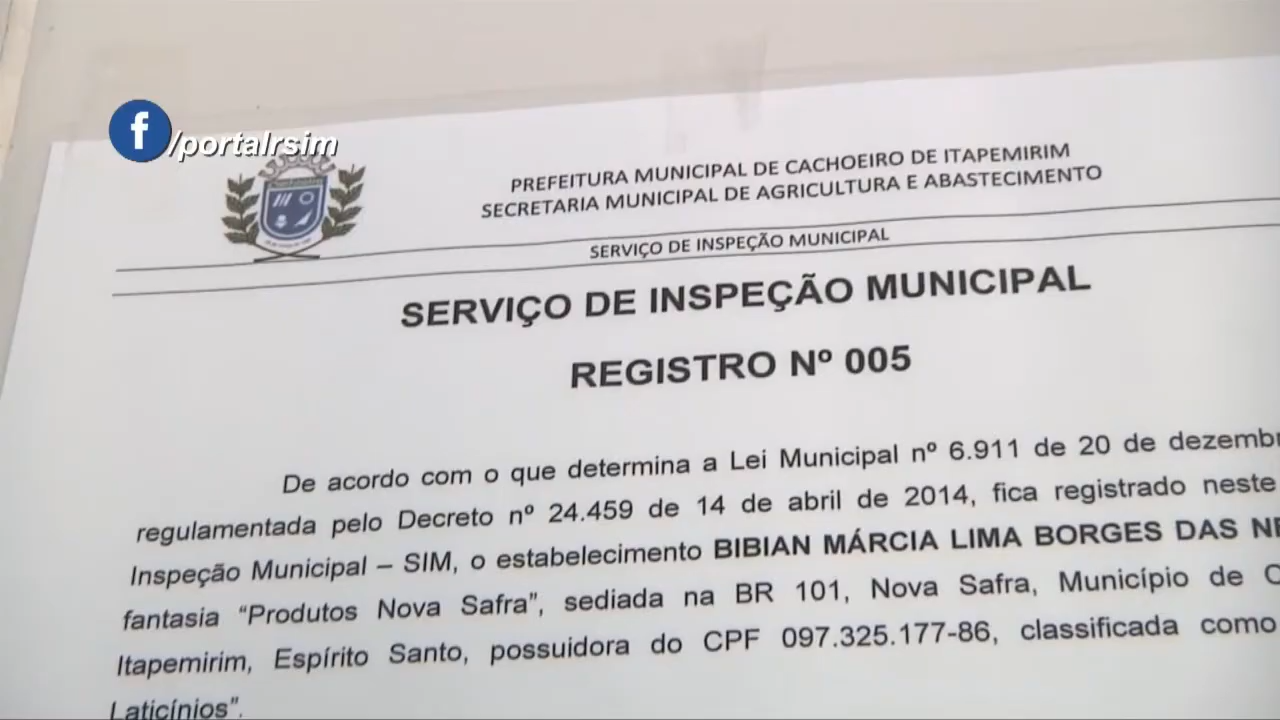 f/portalrsim
PREFEITURA MUNICIPAL DE CACHOEIRO DE ITAPEMIRIM
SECRETARIA MUNICIPAL DE AGRICULTURA E ABASTECIMENTO
SERVIÇO DE INSPEÇÃO MUNICIPAL
SERVIÇO DE INSPEÇÃO MUNICIPAL
REGISTRO Nº 005
De acordo com o que determina a Lei Municipal nº 6.911 de 20 de dezemb
regulamentada pelo Decreto nº 24.459 de 14 de abril de 2014, fica registrado neste
Inspeção Municipal – SIM, o estabelecimento BIBIAN MÁRCIA LIMA BORGES DAS NE
fantasia “Produtos Nova Safra”, sediada na BR 101, Nova Safra, Município de C
Itapemirim, Espírito Santo, possuidora do CPF 097.325.177-86, classificada como
Laticínios”.